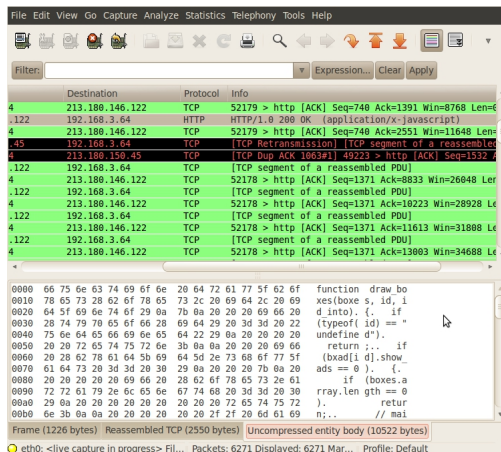 File Edit View Go Capture Analyze Statistics Telephony Tools Help
Filter: Expression... Clear Apply
Destination Protocol Info
4 213.180.146.122 TCP 52179 > http [ACK] Seq=740 Ack=1391 Win=8768 Len=0
.122 192.168.3.64 HTTP HTTP/1.0 200 OK (application/x-javascript)
4 213.180.146.122 TCP 52179 > http [ACK] Seq=740 Ack=2551 Win=11648 Len=
.45 192.168.3.64 TCP [TCP Retransmission] [TCP segment of a reassembled
4 213.180.150.45 TCP [TCP Dup ACK 1063#1] 49223 > http [ACK] Seq=1532 A
.122 192.168.3.64 TCP [TCP segment of a reassembled PDU]
4 213.180.146.122 TCP 52178 > http [ACK] Seq=1371 Ack=8833 Win=26048 Len
.122 192.168.3.64 TCP [TCP segment of a reassembled PDU]
4 213.180.146.122 TCP 52178 > http [ACK] Seq=1371 Ack=10223 Win=28928 Le
.122 192.168.3.64 TCP [TCP segment of a reassembled PDU]
4 213.180.146.122 TCP 52178 > http [ACK] Seq=1371 Ack=11613 Win=31808 Le
.122 192.168.3.64 TCP [TCP segment of a reassembled PDU]
4 213.180.146.122 TCP 52178 > http [ACK] Seq=1371 Ack=13003 Win=34688 Le
0000 66 75 6e 63 74 69 6f 6e 20 64 72 61 77 5f 62 6f function draw_bo
0010 78 65 73 28 62 6f 78 65 73 2c 20 69 64 2c 20 69 xes(boxe s, id, i
0020 64 5f 69 6e 74 6f 29 0a 7b 0a 20 20 20 69 66 20 d_into). {. if
0030 28 74 79 70 65 6f 66 28 69 64 29 20 3d 3d 20 22 (typeof( id) == "
0040 75 6e 64 65 66 69 6e 65 64 22 29 0a 20 20 20 20 undefine d").
0050 20 20 72 65 74 75 72 6e 3b 0a 0a 20 20 20 69 66 return ;.. if
0060 20 28 62 78 61 64 5b 69 64 5d 2e 73 68 6f 77 5f (bxad[i d].show_
0070 61 64 73 20 3d 3d 20 30 29 0a 20 20 20 7b 0a 20 ads == 0 ). {.
0080 20 20 20 20 20 69 66 20 28 62 6f 78 65 73 2e 61 if (boxes.a
0090 72 72 61 79 2e 6c 65 6e 67 74 68 20 3d 3d 20 30 rray.len gth == 0
00a0 29 0a 20 20 20 20 20 20 20 20 20 72 65 74 75 72 ). retur
00b0 6e 3b 0a 0a 20 20 20 20 20 20 2f 2f 20 6d 61 69 n;.. // mai
Frame (1226 bytes) Reassembled TCP (2550 bytes) Uncompressed entity body (10522 bytes)
eth0: <live capture in progress> Fil... Packets: 6271 Displayed: 6271 Mar... Profile: Default